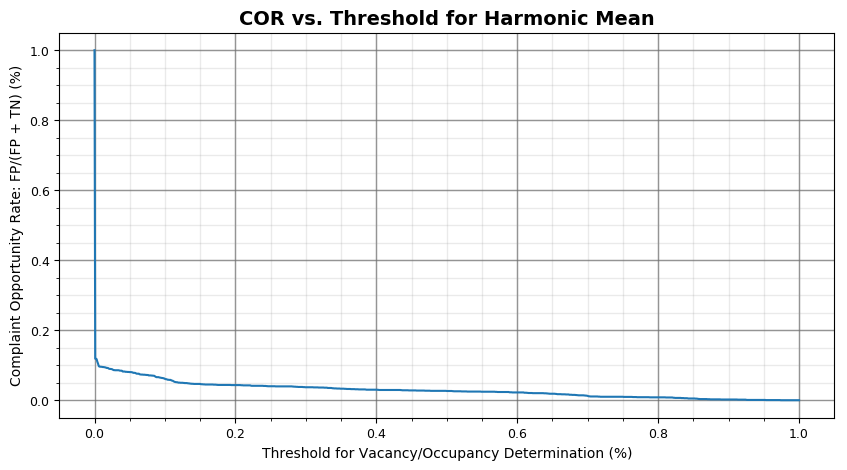 COR vs. Threshold for Harmonic Mean
Complaint Opportunity Rate: FP/(FP + TN) (%)
1.0
0.8
0.6
0.4
0.2
0.0
0.0 0.2 0.4 0.6 0.8 1.0
Threshold for Vacancy/Occupancy Determination (%)